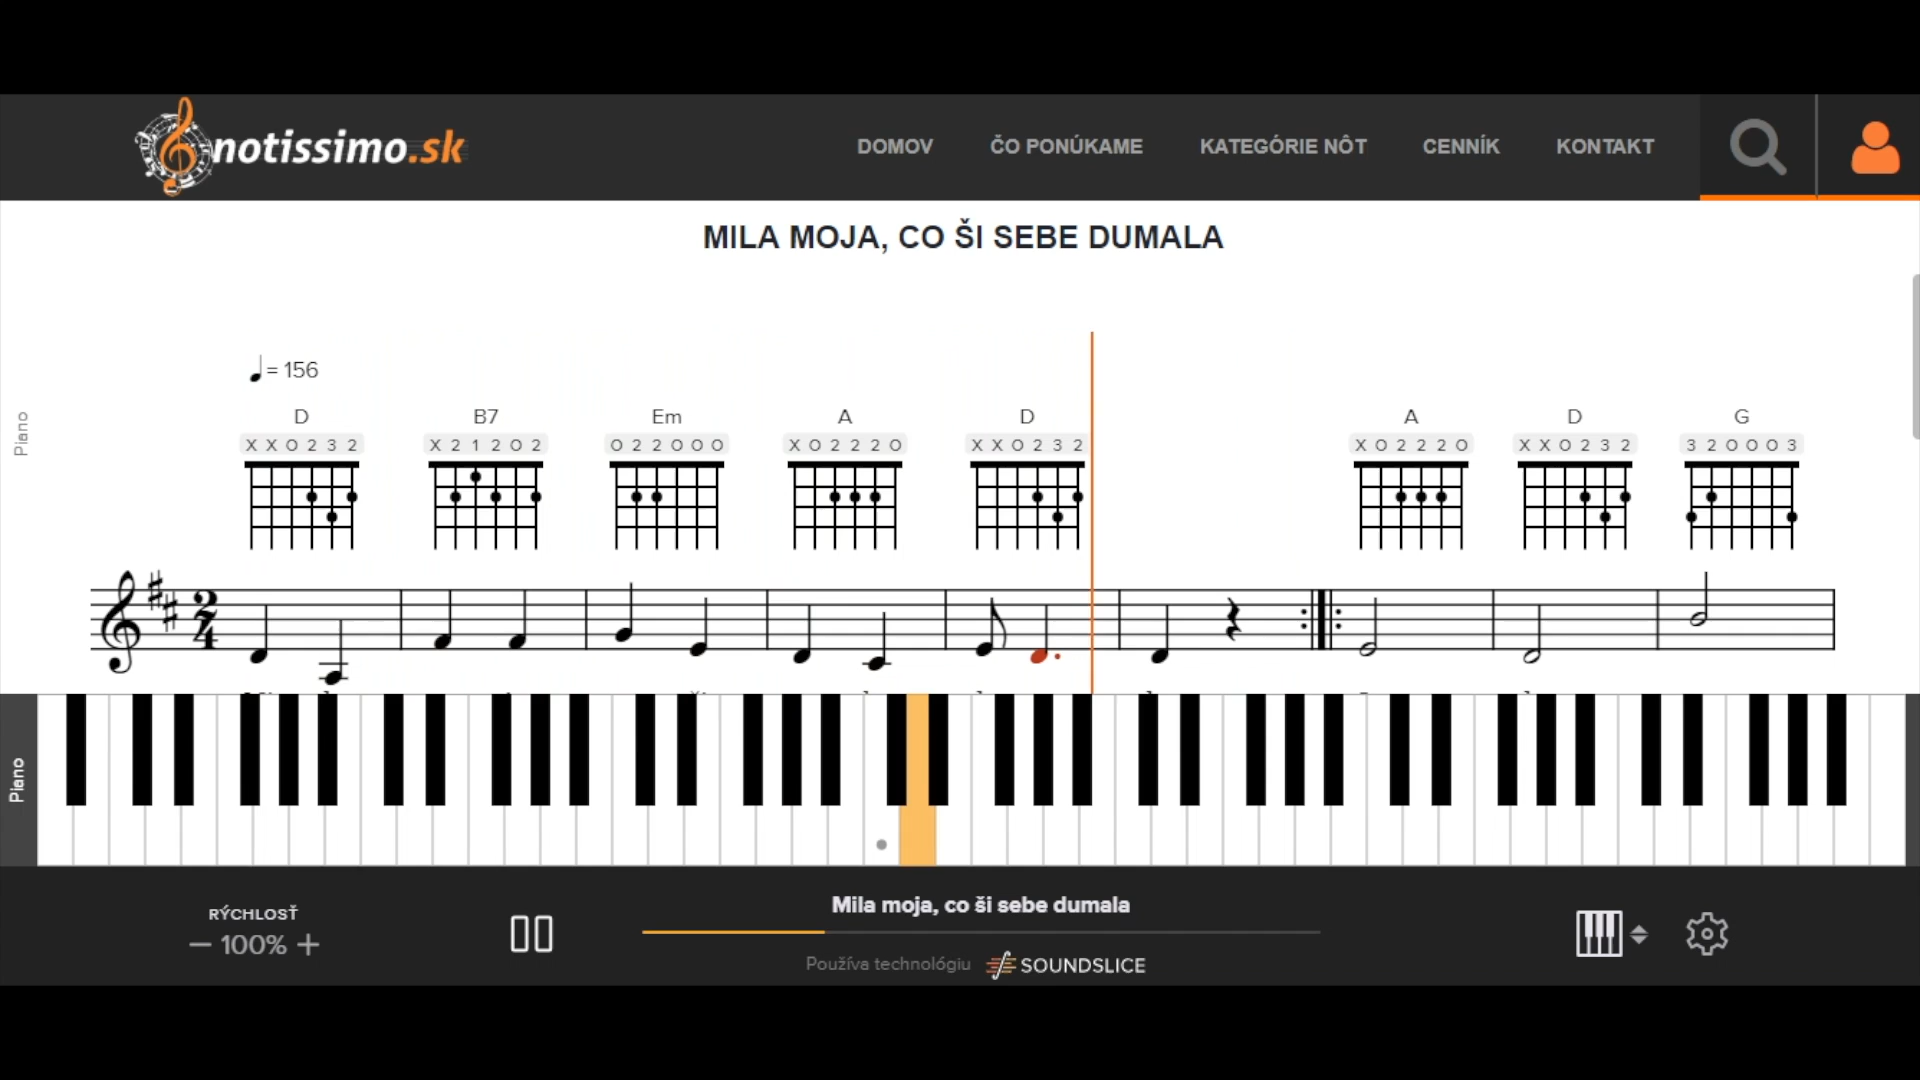 notissimo.sk
DOMOV ČO PONÚKAME KATEGÓRIE NÔT CENNÍK KONTAKT
MILA MOJA, CO ŠI SEBE DUMALA
= 156
Piano
D B7 Em A D A D G
X X O 2 3 2 X 2 1 2 O 2 O 2 2 O O O X O 2 2 2 O X X O 2 3 2 X O 2 2 2 O X X O 2 3 2 3 2 O O O 3
2
4
Piano
Mila moja, co ši sebe dumala
RÝCHLOSŤ
− 100% +
Používa technológiu SOUNDSLICE